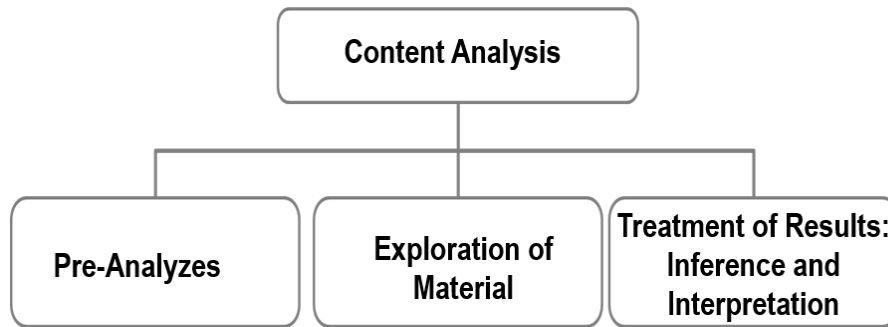 Content Analysis
Pre-Analyzes
Exploration of
Material
Treatment of Results:
Inference and
Interpretation